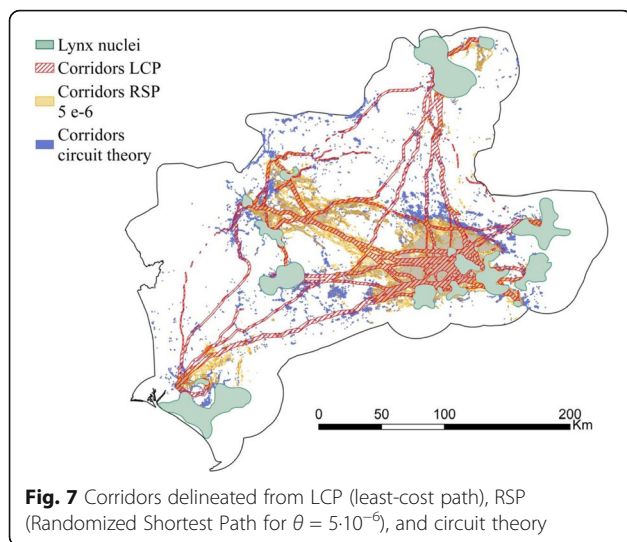 Lynx nuclei
Corridors LCP
Corridors RSP
5 e-6
Corridors
circuit theory
0 50 100 200
Km
Fig. 7 Corridors delineated from LCP (least-cost path), RSP
(Randomized Shortest Path for θ = 5·10⁻⁶), and circuit theory